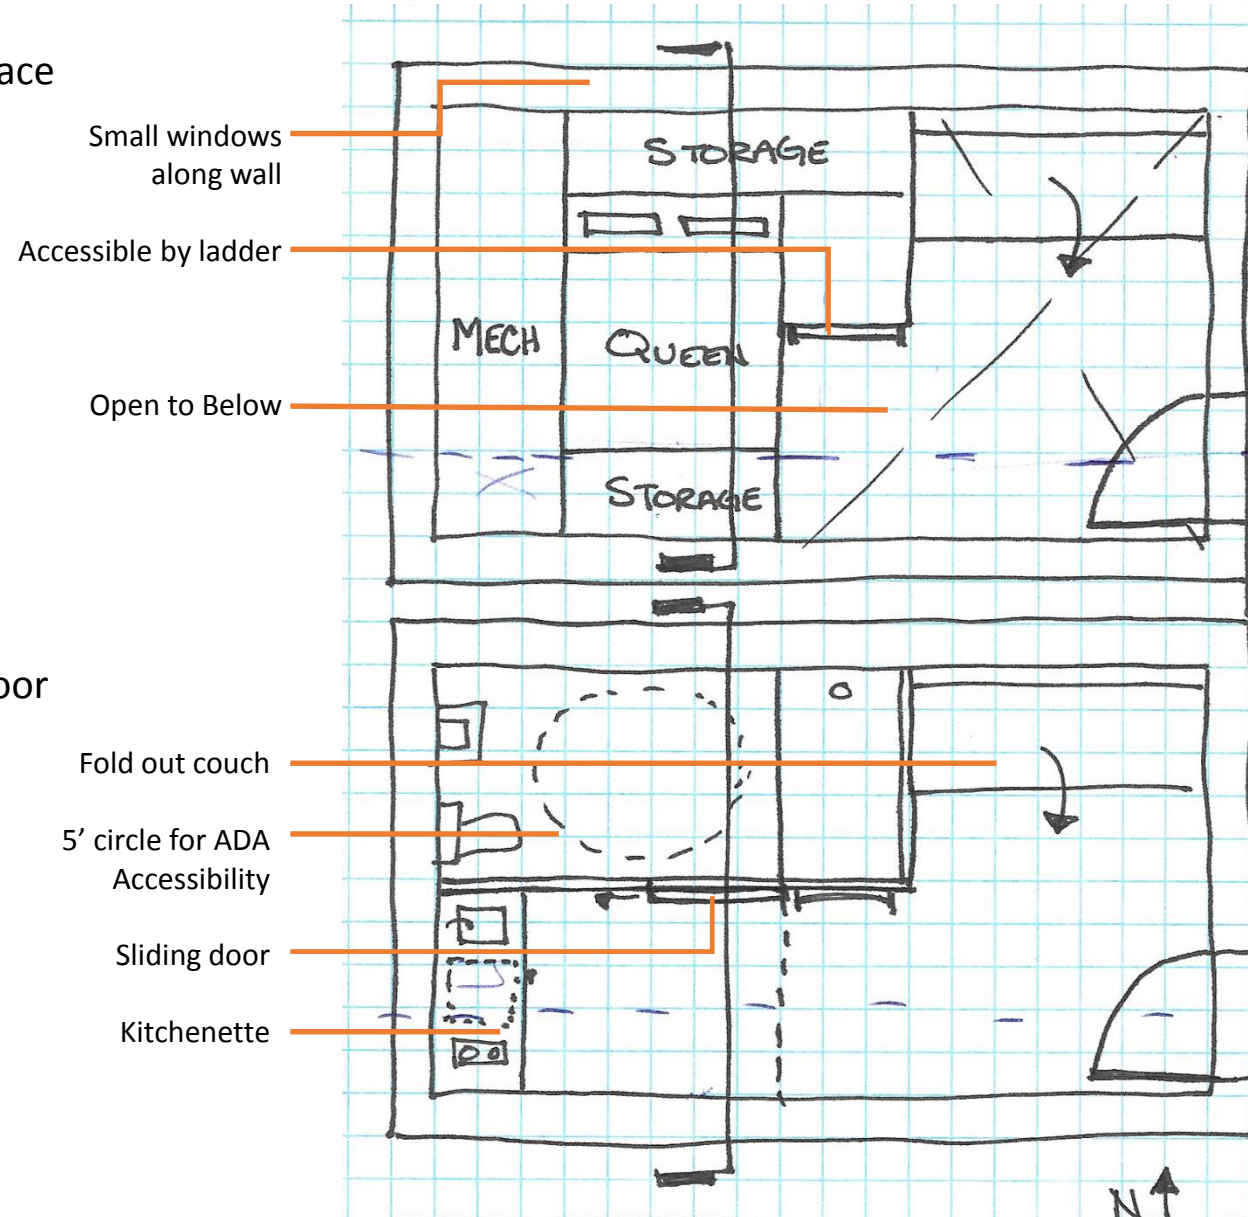 ace
Small windows
along wall
STORAGE
Accessible by ladder
MECH
QUEEN
Open to Below
STORAGE
oor
Fold out couch
5’ circle for ADA
Accessibility
Sliding door
Kitchenette
N